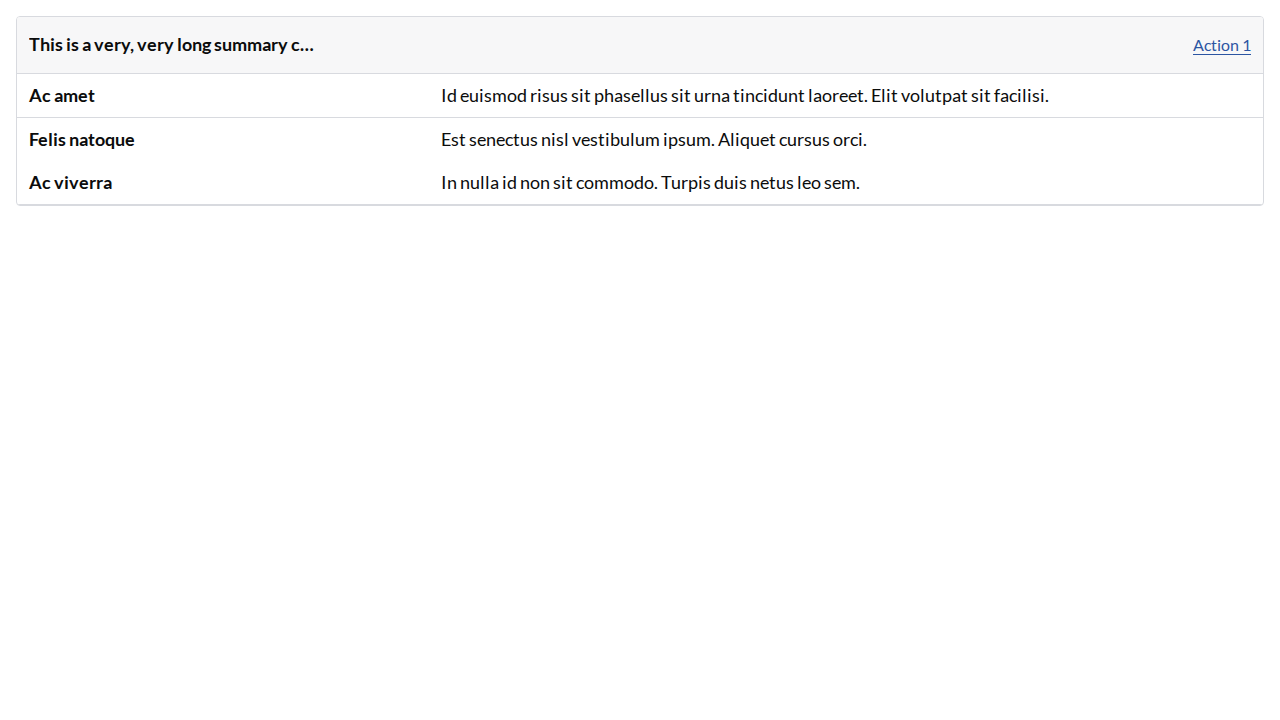 This is a very, very long summary c...
Action 1
Ac amet
Id euismod risus sit phasellus sit urna tincidunt laoreet. Elit volutpat sit facilisi.
Felis natoque
Est senectus nisl vestibulum ipsum. Aliquet cursus orci.
Ac viverra
In nulla id non sit commodo. Turpis duis netus leo sem.